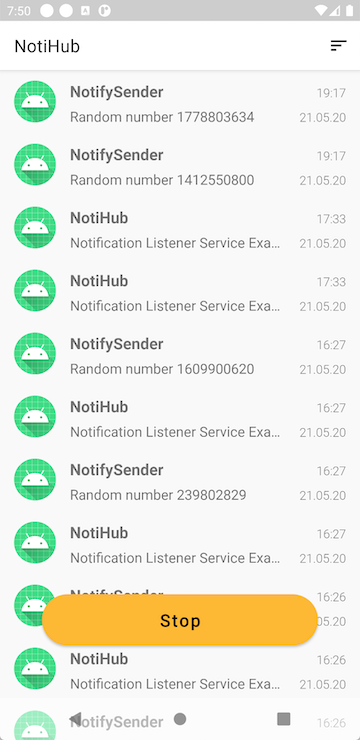 7:50
NotiHub
NotifySender 19:17
Random number 1778803634 21.05.20
NotifySender 19:17
Random number 1412550800 21.05.20
NotiHub 17:33
Notification Listener Service Exa... 21.05.20
NotiHub 17:33
Notification Listener Service Exa... 21.05.20
NotifySender 16:27
Random number 1609900620 21.05.20
NotiHub 16:27
Notification Listener Service Exa... 21.05.20
NotifySender 16:27
Random number 239802829 21.05.20
NotiHub 16:27
Notification Listener Service Exa... 21.05.20
NotifySender 16:26
Stop
NotiHub 16:26
Notification Listener Service Exa... 21.05.20
NotifySender 16:26